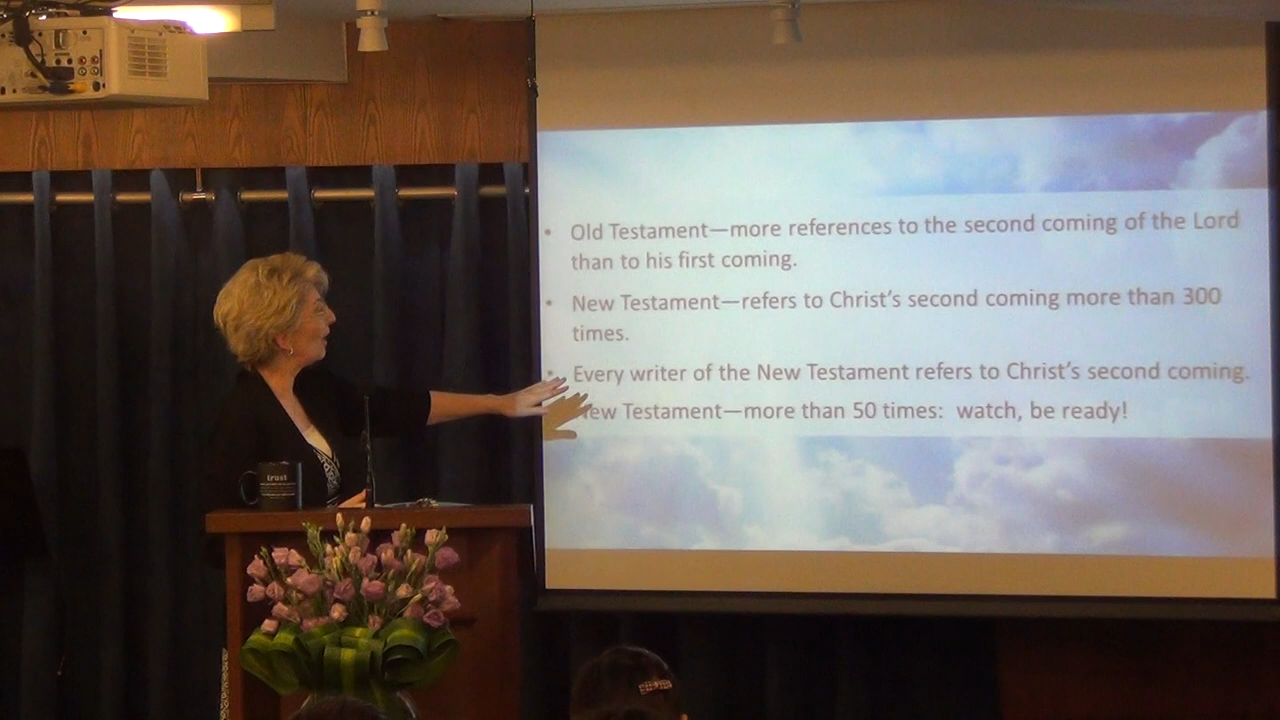 • Old Testament—more references to the second coming of the Lord
than to his first coming.
• New Testament—refers to Christ's second coming more than 300
times.
• Every writer of the New Testament refers to Christ's second coming.
Testament—more than 50 times: watch, be ready!
trust